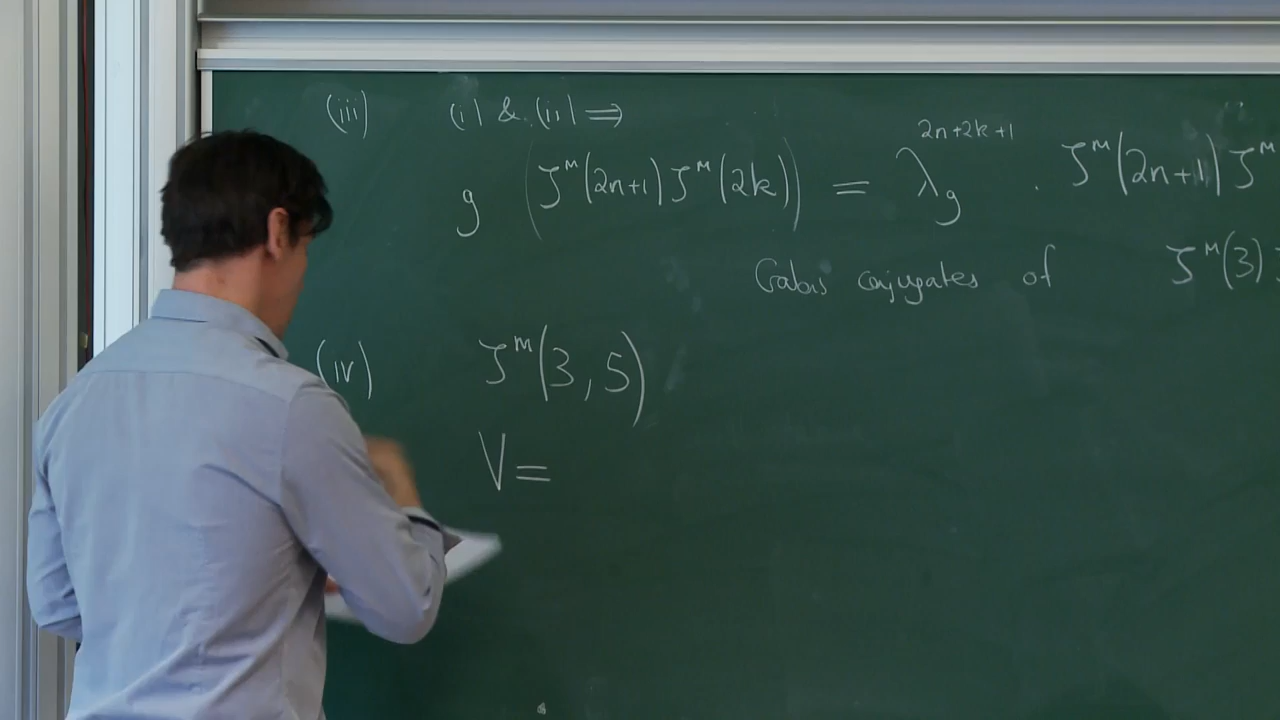 (iii) (i) & (ii) ⟹
g (ζᵐ(2n+1) ζᵐ(2k)) = λ_g^{2n+2k+1} . ζᵐ(2n+1) ζᵐ
Galois conjugates of ζᵐ(3)
(iv) ζᵐ(3,5)
V =